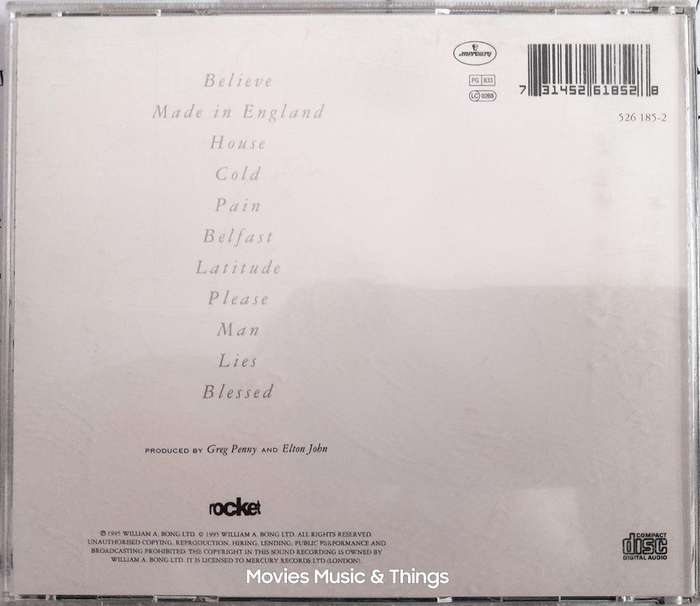 Believe
Made in England
House
Cold
Pain
Belfast
Latitude
Please
Man
Lies
Blessed
PRODUCED BY Greg Penny AND Elton John
rocket
℗ 1995 WILLIAM A. BONG LTD. © 1995 WILLIAM A. BONG LTD. ALL RIGHTS RESERVED.
UNAUTHORISED COPYING, REPRODUCTION, HIRING, LENDING, PUBLIC PERFORMANCE AND
BROADCASTING PROHIBITED. THE COPYRIGHT IN THIS SOUND RECORDING IS OWNED BY
WILLIAM A. BONG LTD. IT IS LICENSED TO MERCURY RECORDS LTD (LONDON).
mercury
PG 833
LC 0268
7 31452 61852 8
526 185-2
COMPACT
disc
DIGITAL AUDIO
Movies Music & Things